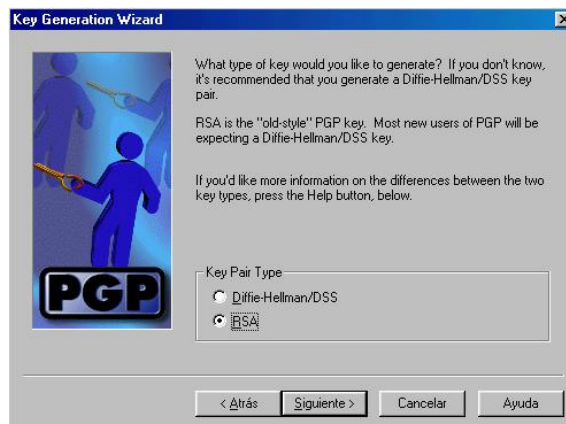 Key Generation Wizard
What type of key would you like to generate? If you don't know,
it's recommended that you generate a Diffie-Hellman/DSS key
pair.
RSA is the "old-style" PGP key. Most new users of PGP will be
expecting a Diffie-Hellman/DSS key.
If you'd like more information on the differences between the two
key types, press the Help button, below.
PGP
Key Pair Type
Diffie-Hellman/DSS
RSA
< Atrás
Siguiente >
Cancelar
Ayuda